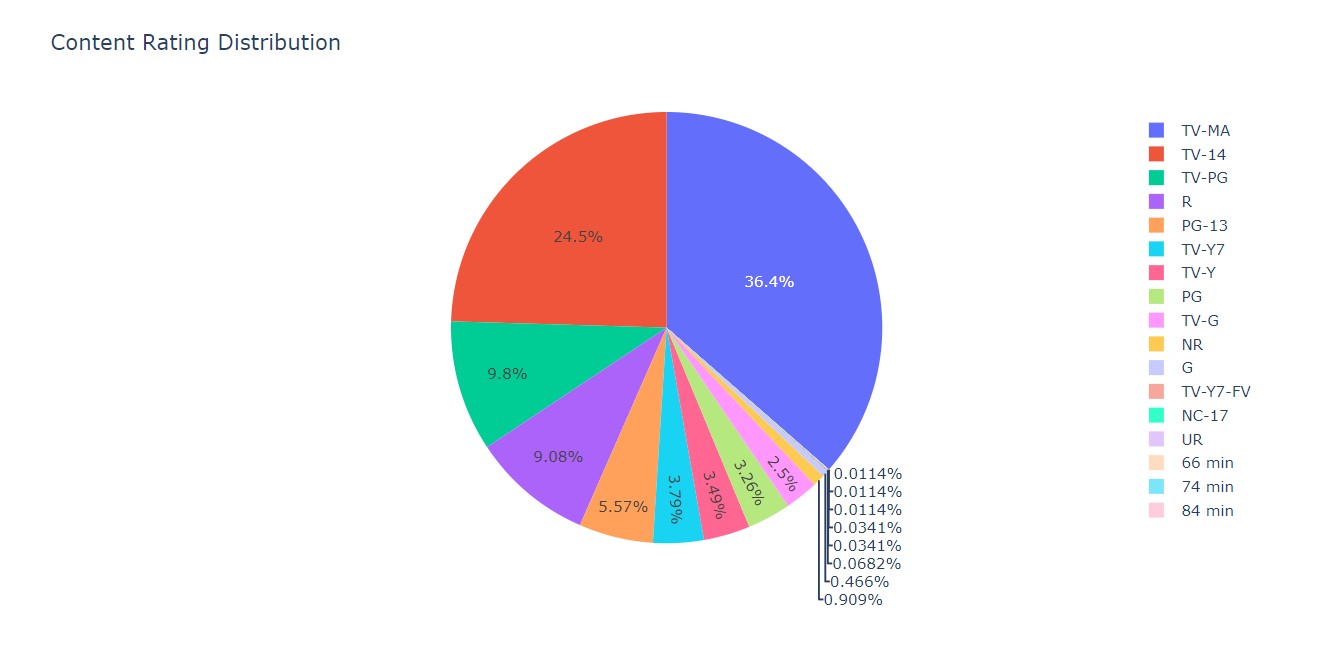 Content Rating Distribution
36.4%
24.5%
9.8%
9.08%
5.57%
3.79%
3.49%
3.26%
2.5%
0.0114%
0.0114%
0.0114%
0.0341%
0.0341%
0.0682%
0.466%
0.909%
TV-MA
TV-14
TV-PG
R
PG-13
TV-Y7
TV-Y
PG
TV-G
NR
G
TV-Y7-FV
NC-17
UR
66 min
74 min
84 min